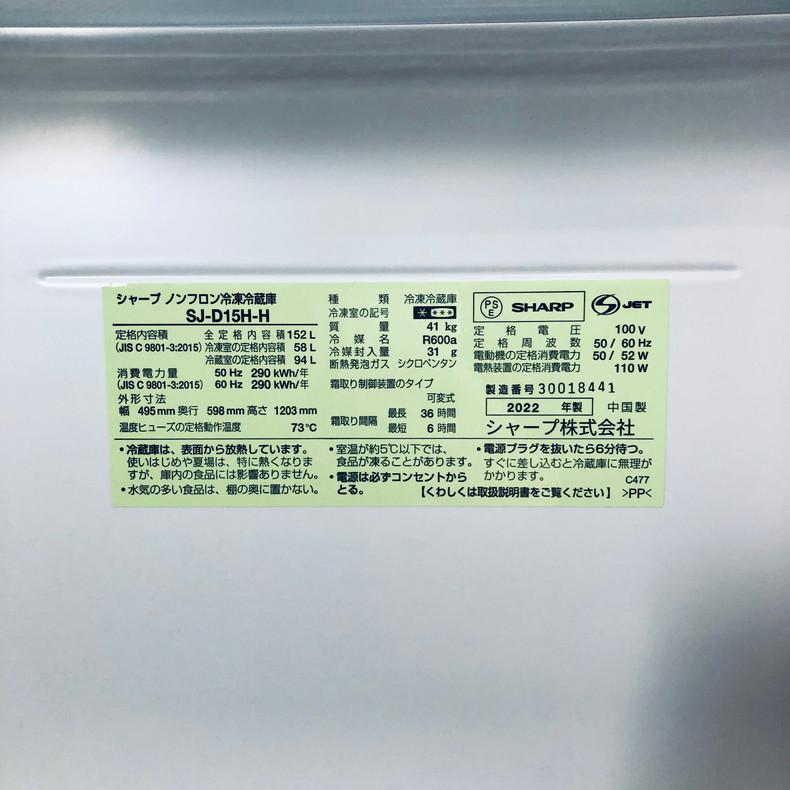 シャープ ノンフロン冷凍冷蔵庫
SJ-D15H-H
定格内容積 全定格内容積 152 L
(JIS C 9801-3:2015) 冷凍室の定格内容積 58 L
冷蔵室の定格内容積 94 L
消費電力量 50 Hz 290 kWh/年
(JIS C 9801-3:2015) 60 Hz 290 kWh/年
外形寸法
幅 495 mm 奥行 598 mm 高さ 1203 mm
温度ヒューズの定格動作温度 73℃
種類 冷凍冷蔵庫
冷凍室の記号 * ***
質量 41 kg
冷媒名 R600a
冷媒封入量 31 g
断熱発泡ガス シクロペンタン
霜取り制御装置のタイプ
可変式
霜取り間隔 最長 36 時間
最短 6 時間
PSE SHARP JET
定格電圧 100 V
定格周波数 50 / 60 Hz
電動機の定格消費電力 50 / 52 W
電熱装置の定格消費電力 110 W
製造番号 30018441
2022 年製 中国製
シャープ株式会社
・冷蔵庫は、表面から放熱しています。
使いはじめや夏場は、特に熱くなりま
すが、庫内の食品には影響ありません。
・水気の多い食品は、棚の奥に置かない。
・室温が約5℃以下では、
食品が凍ることがあります。
・電源は必ずコンセントから
とる。
・電源プラグを抜いたら6分待つ。
すぐに差し込むと冷蔵庫に無理が
かかります。
C477
【くわしくは取扱説明書をご覧ください】 >PP<